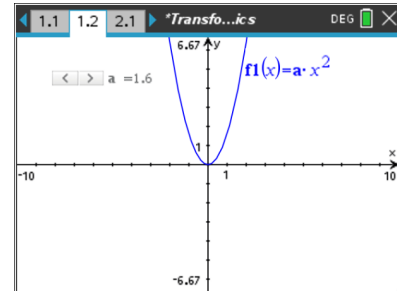 1.1 1.2 2.1 *Transfo...ics DEG
6.67 y
f1(x)=a· x²
a =1.6
1
x
-10 1 10
-6.67